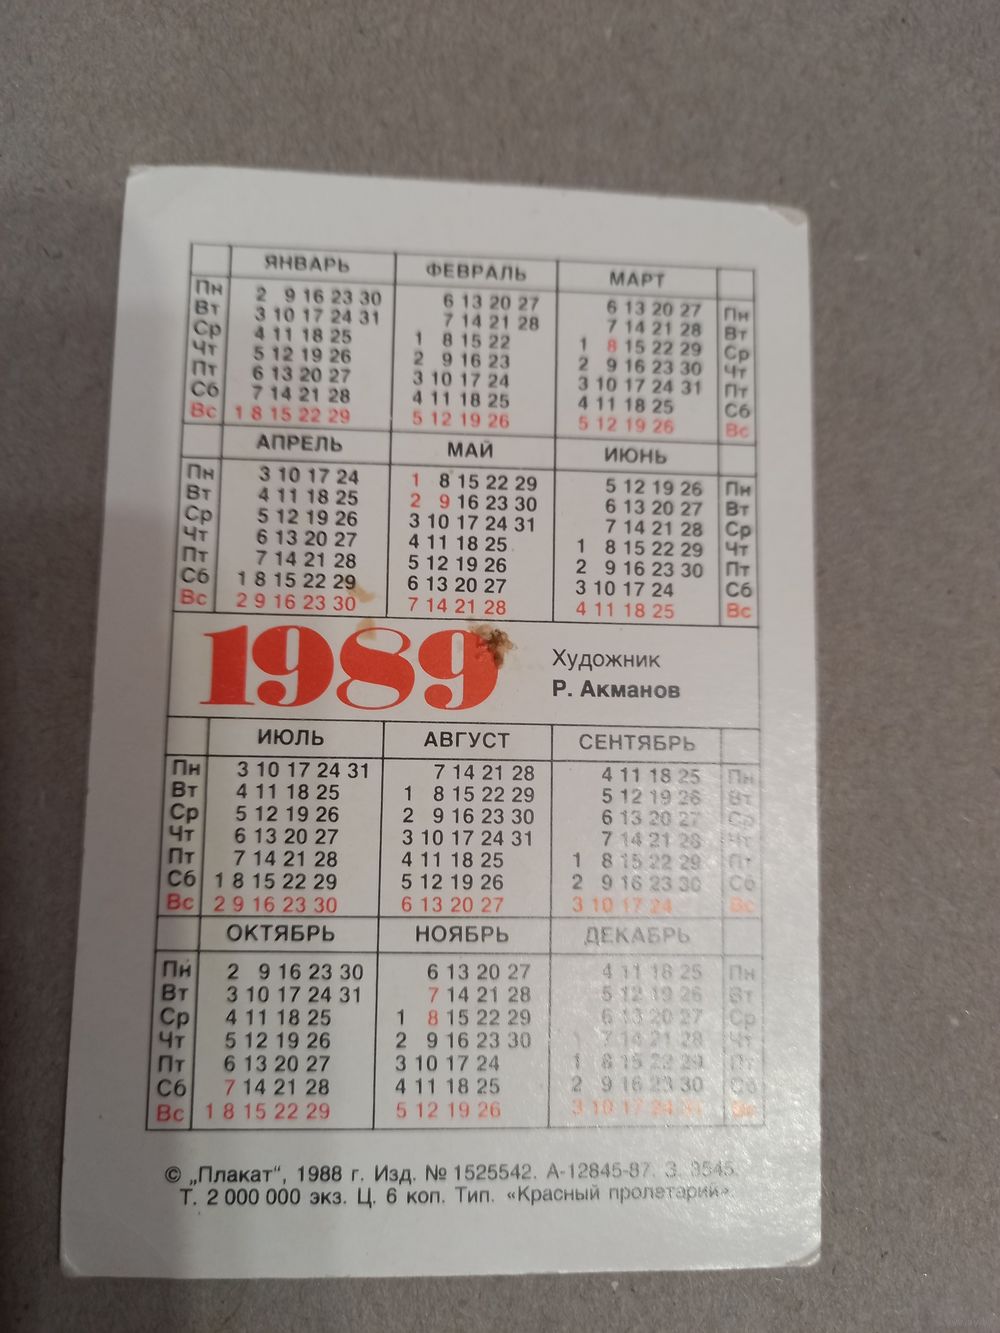 ЯНВАРЬ ФЕВРАЛЬ МАРТ
Пн 2 9 16 23 30 6 13 20 27 6 13 20 27 Пн
Вт 3 10 17 24 31 7 14 21 28 7 14 21 28 Вт
Ср 4 11 18 25 1 8 15 22 1 8 15 22 29 Ср
Чт 5 12 19 26 2 9 16 23 2 9 16 23 30 Чт
Пт 6 13 20 27 3 10 17 24 3 10 17 24 31 Пт
Сб 7 14 21 28 4 11 18 25 4 11 18 25 Сб
Вс 1 8 15 22 29 5 12 19 26 5 12 19 26 Вс
АПРЕЛЬ МАЙ ИЮНЬ
Пн 3 10 17 24 1 8 15 22 29 5 12 19 26 Пн
Вт 4 11 18 25 2 9 16 23 30 6 13 20 27 Вт
Ср 5 12 19 26 3 10 17 24 31 7 14 21 28 Ср
Чт 6 13 20 27 4 11 18 25 1 8 15 22 29 Чт
Пт 7 14 21 28 5 12 19 26 2 9 16 23 30 Пт
Сб 1 8 15 22 29 6 13 20 27 3 10 17 24 Сб
Вс 2 9 16 23 30 7 14 21 28 4 11 18 25 Вс
1989
Художник
Р. Акманов
ИЮЛЬ АВГУСТ СЕНТЯБРЬ
Пн 3 10 17 24 31 7 14 21 28 4 11 18 25 Пн
Вт 4 11 18 25 1 8 15 22 29 5 12 19 26 Вт
Ср 5 12 19 26 2 9 16 23 30 6 13 20 27 Ср
Чт 6 13 20 27 3 10 17 24 31 7 14 21 28 Чт
Пт 7 14 21 28 4 11 18 25 1 8 15 22 29 Пт
Сб 1 8 15 22 29 5 12 19 26 2 9 16 23 30 Сб
Вс 2 9 16 23 30 6 13 20 27 3 10 17 24 Вс
ОКТЯБРЬ НОЯБРЬ ДЕКАБРЬ
Пн 2 9 16 23 30 6 13 20 27 4 11 18 25 Пн
Вт 3 10 17 24 31 7 14 21 28 5 12 19 26 Вт
Ср 4 11 18 25 1 8 15 22 29 6 13 20 27 Ср
Чт 5 12 19 26 2 9 16 23 30 7 14 21 28 Чт
Пт 6 13 20 27 3 10 17 24 1 8 15 22 29 Пт
Сб 7 14 21 28 4 11 18 25 2 9 16 23 30 Сб
Вс 1 8 15 22 29 5 12 19 26 3 10 17 24 31 Вс
© „Плакат“, 1988 г. Изд. № 1525542. А-12845-87. З. 3545.
Т. 2 000 000 экз. Ц. 6 коп. Тип. «Красный пролетарий».